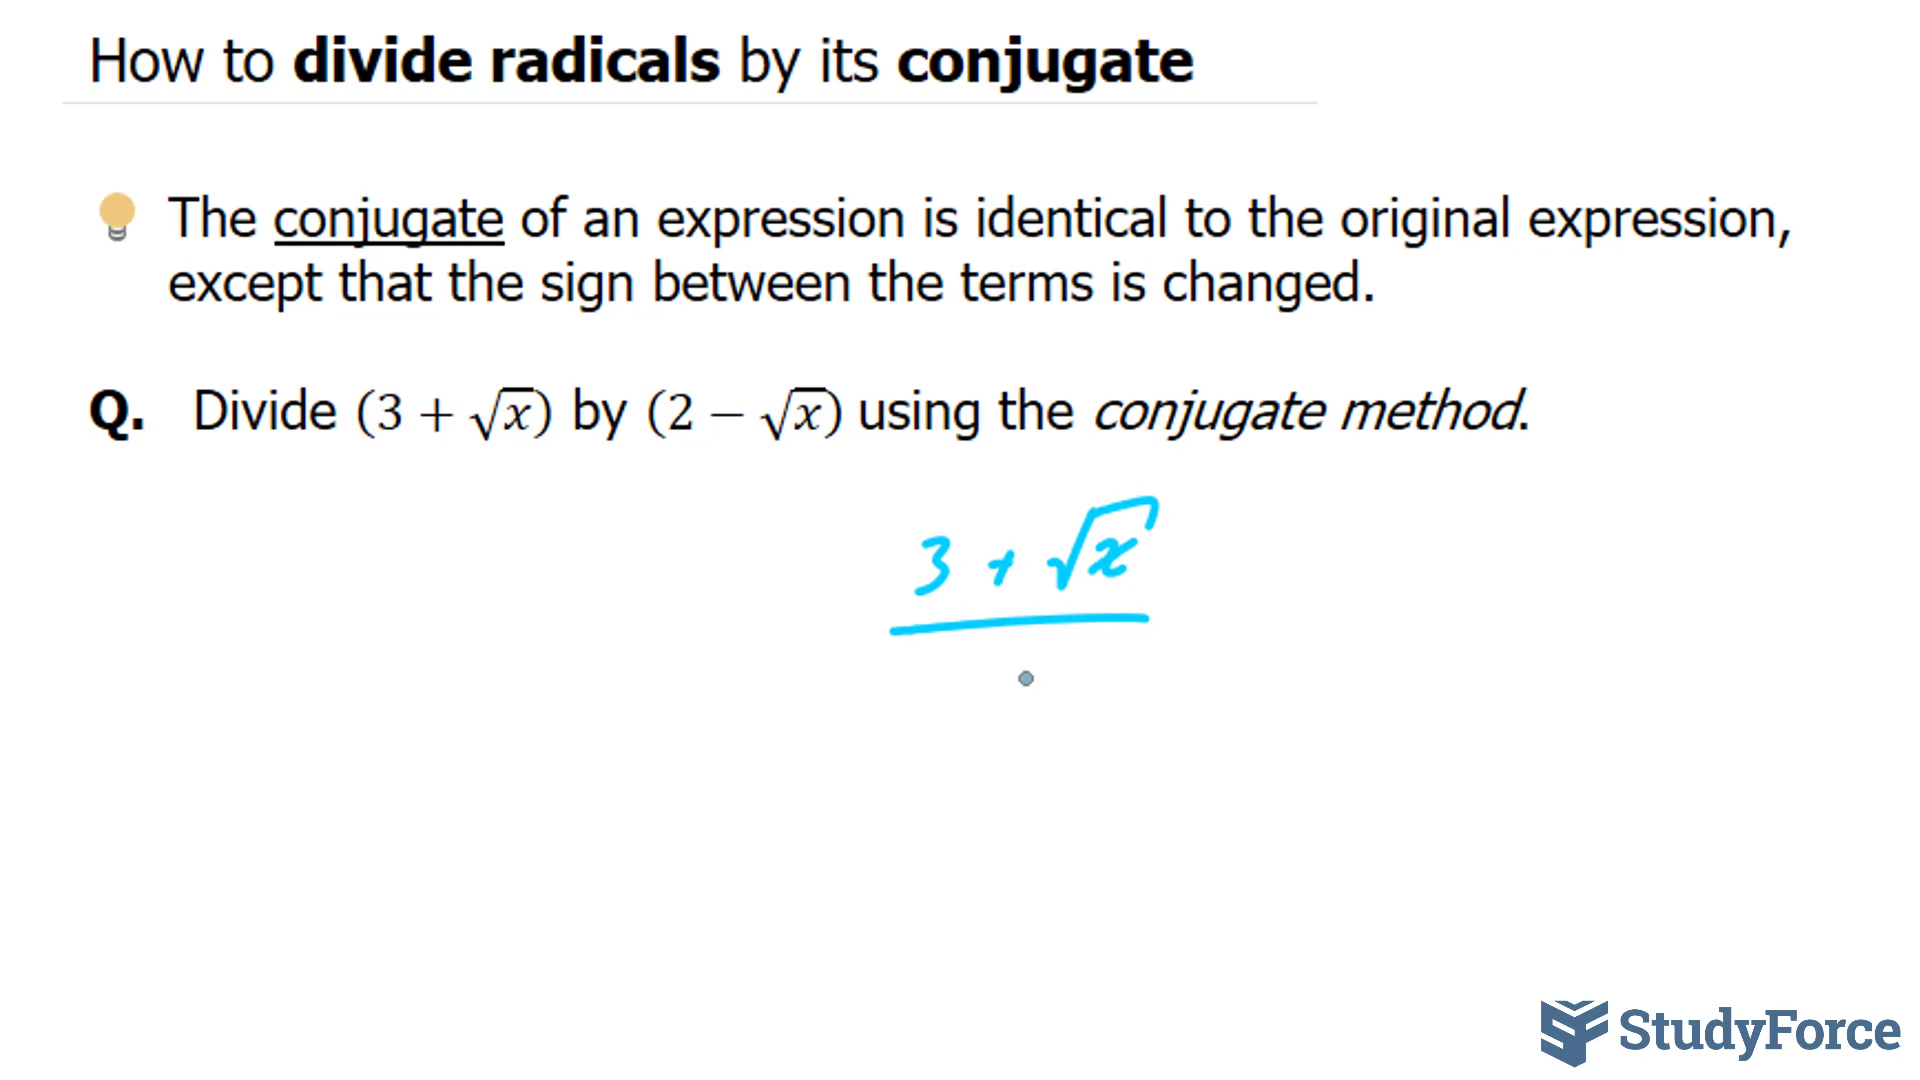 How to divide radicals by its conjugate
The conjugate of an expression is identical to the original expression,
except that the sign between the terms is changed.
Q. Divide (3 + √x) by (2 − √x) using the conjugate method.
3 + √x
StudyForce